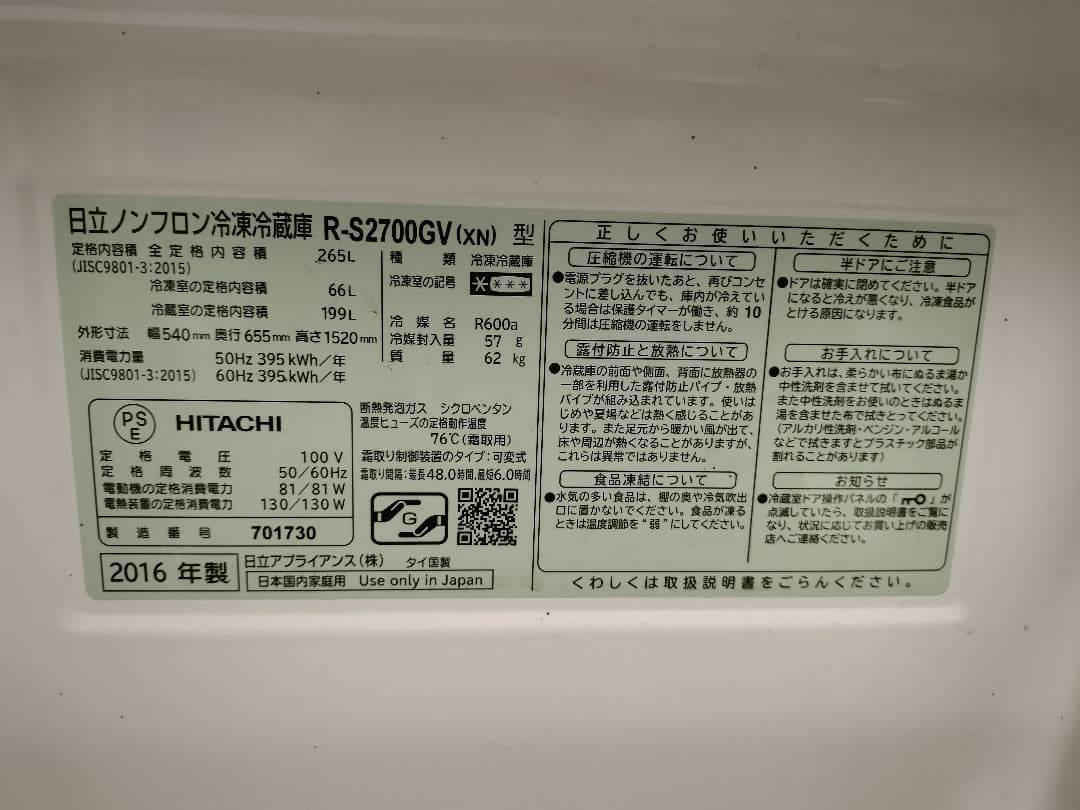 日立ノンフロン冷凍冷蔵庫 R-S2700GV(XN) 型
定格内容積 全定格内容積 265L
(JISC9801-3:2015)
冷凍室の定格内容積 66L
冷蔵室の定格内容積 199L
外形寸法 幅540mm 奥行655mm 高さ1520mm
消費電力量 50Hz 395kWh/年
(JISC9801-3:2015) 60Hz 395kWh/年
種類 冷凍冷蔵庫
冷凍室の記号 ****
冷媒名 R600a
冷媒封入量 57 g
質量 62 kg
PS
E
HITACHI
定格電圧 100V
定格周波数 50/60Hz
電動機の定格消費電力 81/81W
電熱装置の定格消費電力 130/130W
製造番号 701730
断熱発泡ガス シクロペンタン
温度ヒューズの定格動作温度
76℃(霜取用)
霜取り制御装置のタイプ:可変式
霜取り間隔:最長48.0時間,最短6.0時間
G
2016 年製
日立アプライアンス(株) タイ国製
日本国内家庭用 Use only in Japan
正しくお使いいただくために
圧縮機の運転について
●電源プラグを抜いたあと、再びコンセ
ントに差し込んでも、庫内が冷えてい
る場合は保護タイマーが働き、約10
分間は圧縮機の運転をしません。
露付防止と放熱について
●冷蔵庫の前面や側面、背面に放熱器の
一部を利用した露付防止パイプ・放熱
パイプが組み込まれています。使いは
じめや夏場などは熱く感じることがあ
ります。また足元から暖かい風が出て、
床や周辺が熱くなることがありますが、
これらは異常ではありません。
食品凍結について
●水気の多い食品は、棚の奥や冷気吹出
口に置かないでください。食品が凍る
ときは温度調節を“弱”にしてください。
半ドアにご注意
●ドアは確実に閉めてください。半ドア
になると冷えが悪くなり、冷凍食品が
とける原因になります。
お手入れについて
●お手入れは、柔らかい布にぬるま湯か
中性洗剤を含ませて拭いてください。
また中性洗剤をお使いのときはぬるま
湯を含ませた布で拭きとってください。
(アルカリ性洗剤・ベンジン・アルコール
などで拭きますとプラスチック部品が
割れることがあります)
お知らせ
●冷蔵室ドア操作パネルの「」が
点滅していたら、取扱説明書をご覧に
なり、状況に応じてお買い上げの販売
店へご連絡ください。
くわしくは取扱説明書をごらんください。